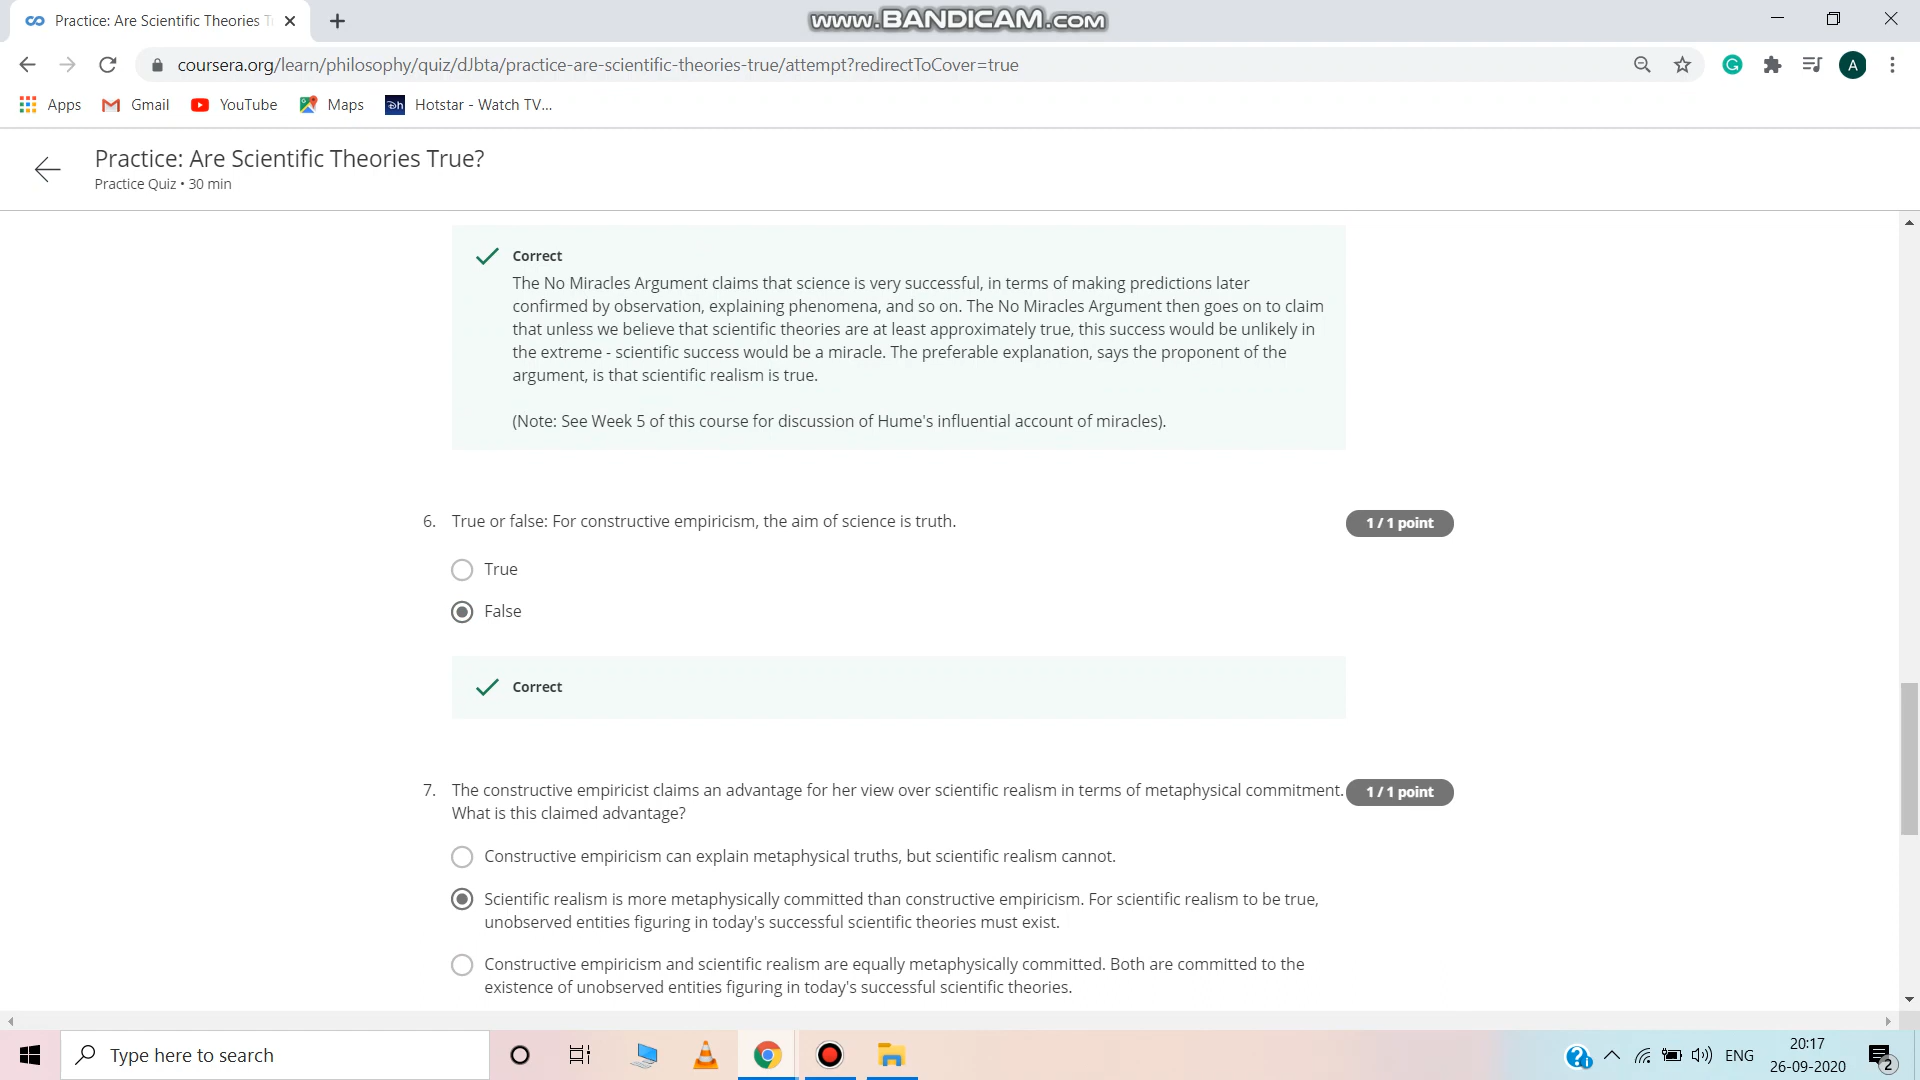 Practice: Are Scientific Theories T
www.BANDICAM.com
coursera.org/learn/philosophy/quiz/dJbta/practice-are-scientific-theories-true/attempt?redirectToCover=true
A
Apps
Gmail
YouTube
Maps
Hotstar - Watch TV...
Practice: Are Scientific Theories True?
Practice Quiz • 30 min
Correct
The No Miracles Argument claims that science is very successful, in terms of making predictions later
confirmed by observation, explaining phenomena, and so on. The No Miracles Argument then goes on to claim
that unless we believe that scientific theories are at least approximately true, this success would be unlikely in
the extreme - scientific success would be a miracle. The preferable explanation, says the proponent of the
argument, is that scientific realism is true.
(Note: See Week 5 of this course for discussion of Hume's influential account of miracles).
6. True or false: For constructive empiricism, the aim of science is truth.
1 / 1 point
True
False
Correct
7. The constructive empiricist claims an advantage for her view over scientific realism in terms of metaphysical commitment.
What is this claimed advantage?
1 / 1 point
Constructive empiricism can explain metaphysical truths, but scientific realism cannot.
Scientific realism is more metaphysically committed than constructive empiricism. For scientific realism to be true,
unobserved entities figuring in today's successful scientific theories must exist.
Constructive empiricism and scientific realism are equally metaphysically committed. Both are committed to the
existence of unobserved entities figuring in today's successful scientific theories.
Type here to search
ENG
20:17
26-09-2020
2